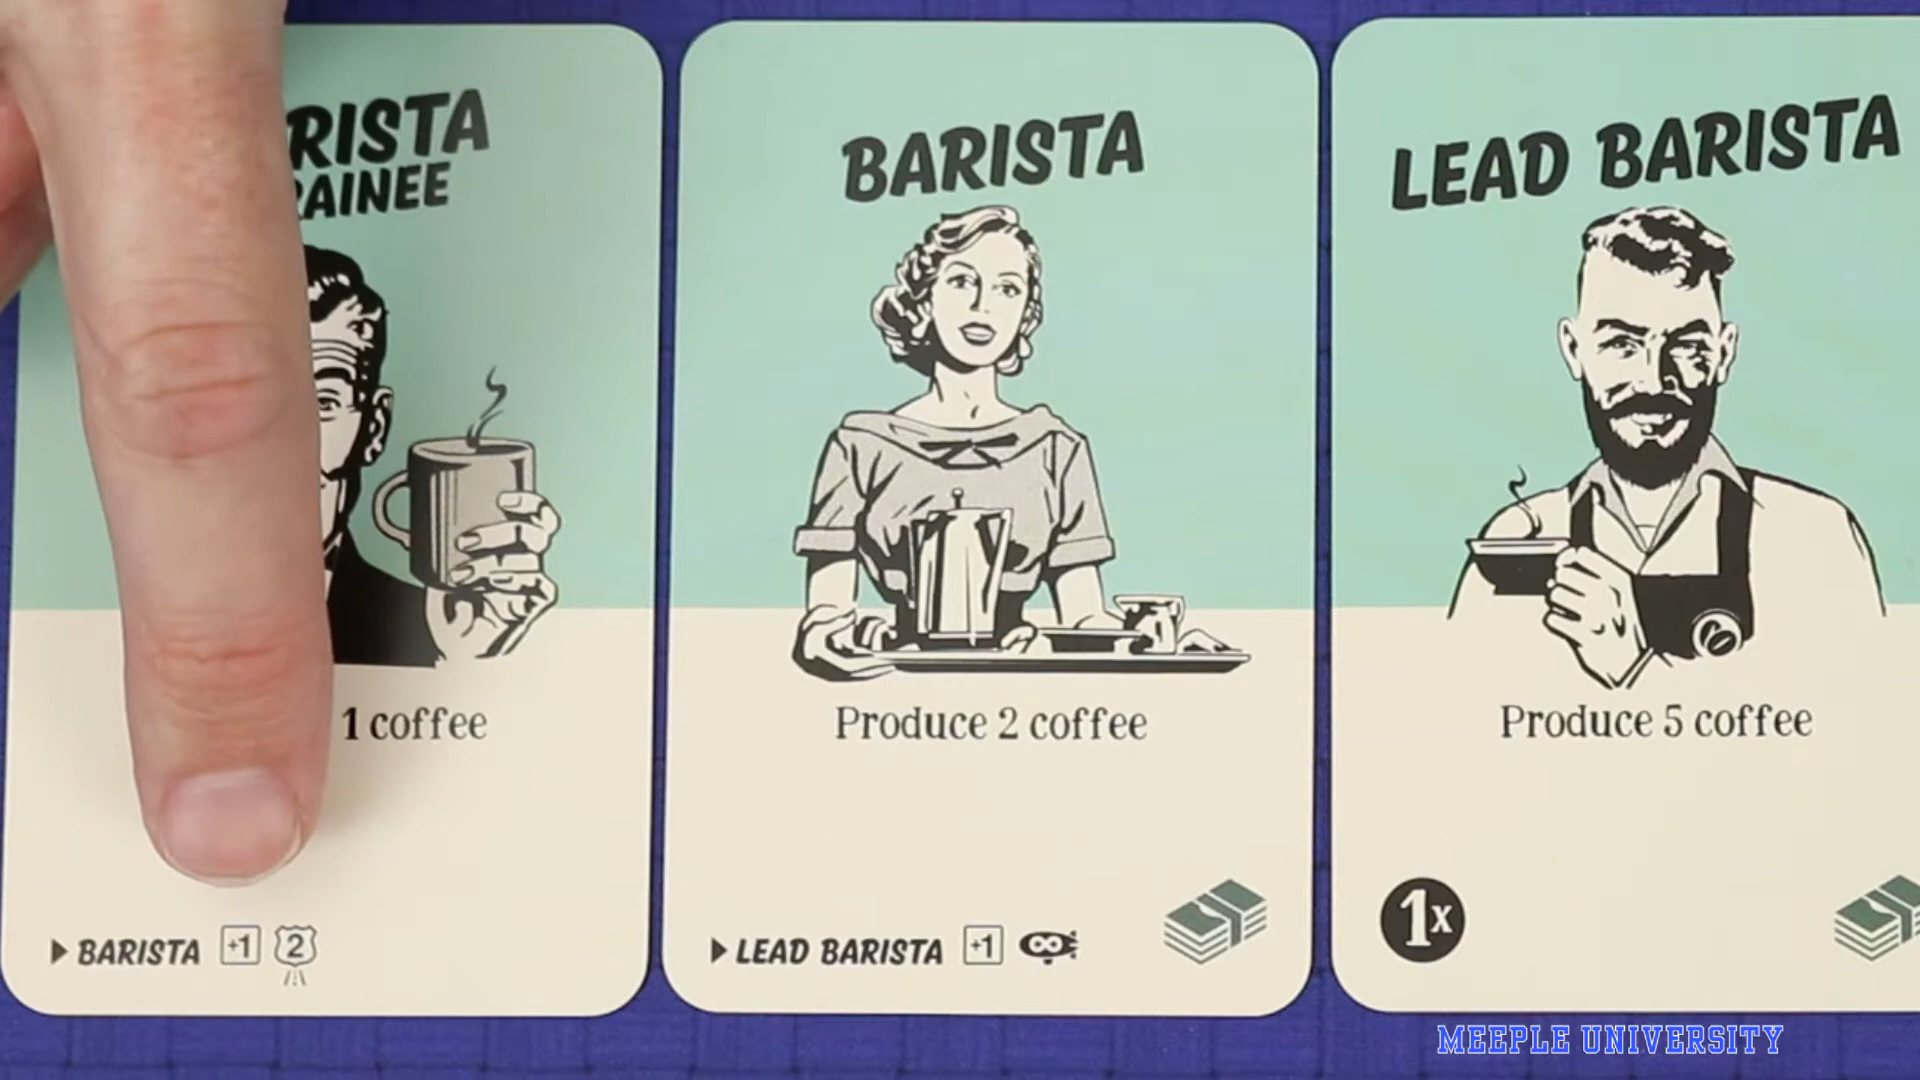 RISTA
RAINEE
1 coffee
BARISTA +1 2
BARISTA
Produce 2 coffee
LEAD BARISTA +1
LEAD BARISTA
Produce 5 coffee
1x
MEEPLE UNIVERSITY